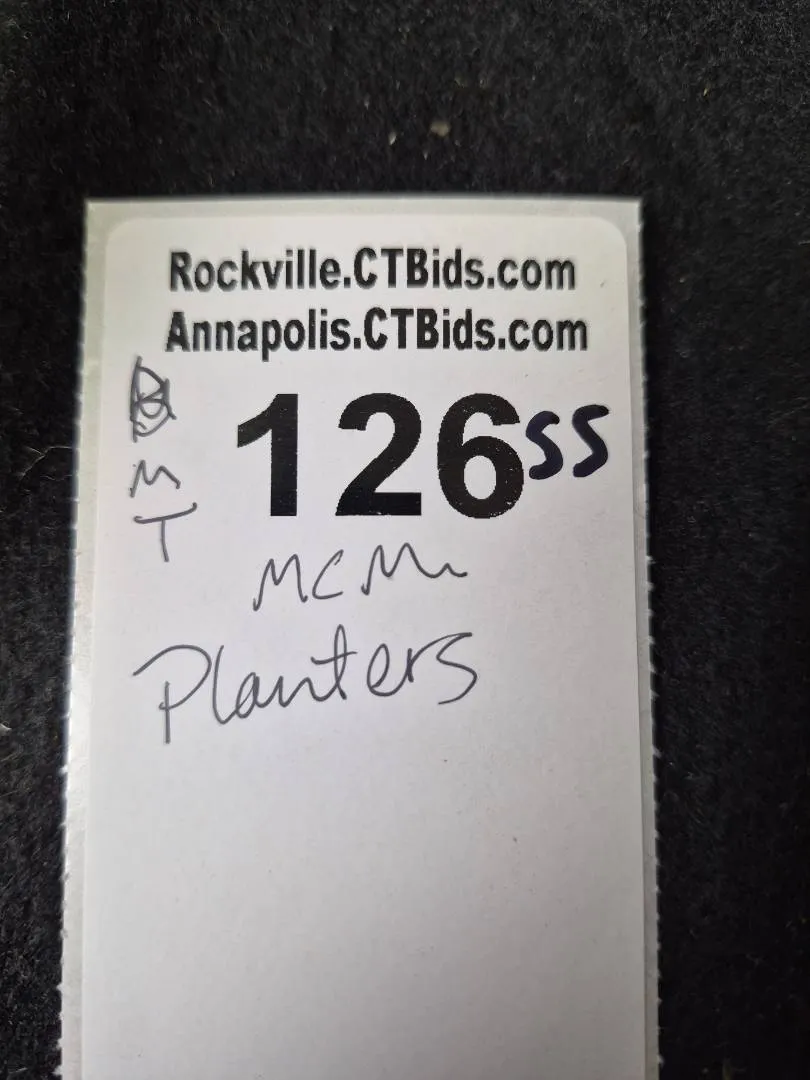 Rockville.CTBids.com
Annapolis.CTBids.com
126SS
M
T
MCM
Planters